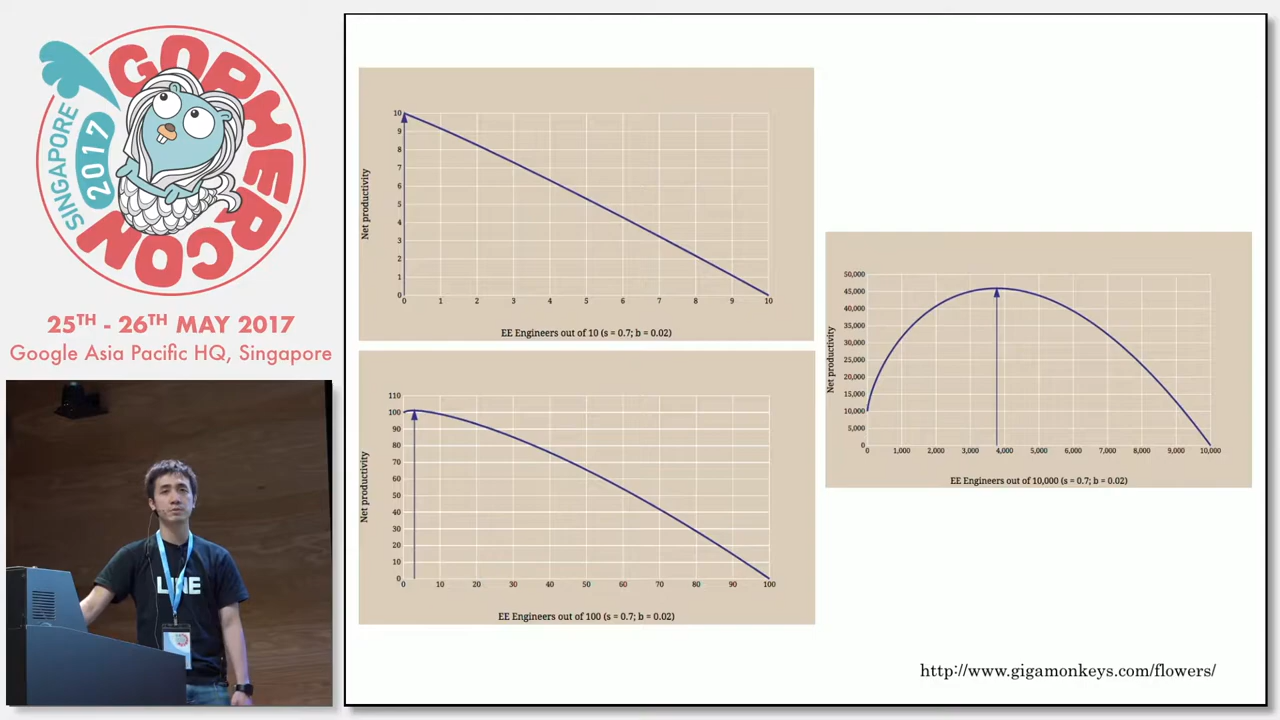 GOPHERCON
SINGAPORE
2017
25TH - 26TH MAY 2017
Google Asia Pacific HQ, Singapore
LINE
10
9
8
7
6
5
4
3
2
1
0
Net productivity
0 1 2 3 4 5 6 7 8 9 10
EE Engineers out of 10 (s = 0.7; b = 0.02)
110
100
90
80
70
60
50
40
30
20
10
0
Net productivity
0 10 20 30 40 50 60 70 80 90 100
EE Engineers out of 100 (s = 0.7; b = 0.02)
50,000
45,000
40,000
35,000
30,000
25,000
20,000
15,000
10,000
5,000
0
Net productivity
0 1,000 2,000 3,000 4,000 5,000 6,000 7,000 8,000 9,000 10,000
EE Engineers out of 10,000 (s = 0.7; b = 0.02)
http://www.gigamonkeys.com/flowers/